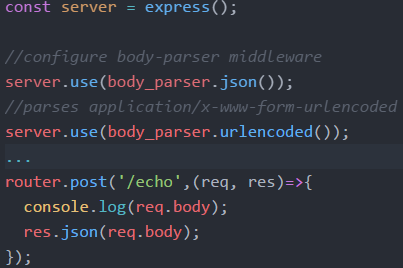 const server = express();
//configure body-parser middleware
server.use(body_parser.json());
//parses application/x-www-form-urlencoded
server.use(body_parser.urlencoded());
...
router.post('/echo',(req, res)=>{
  console.log(req.body);
  res.json(req.body);
});